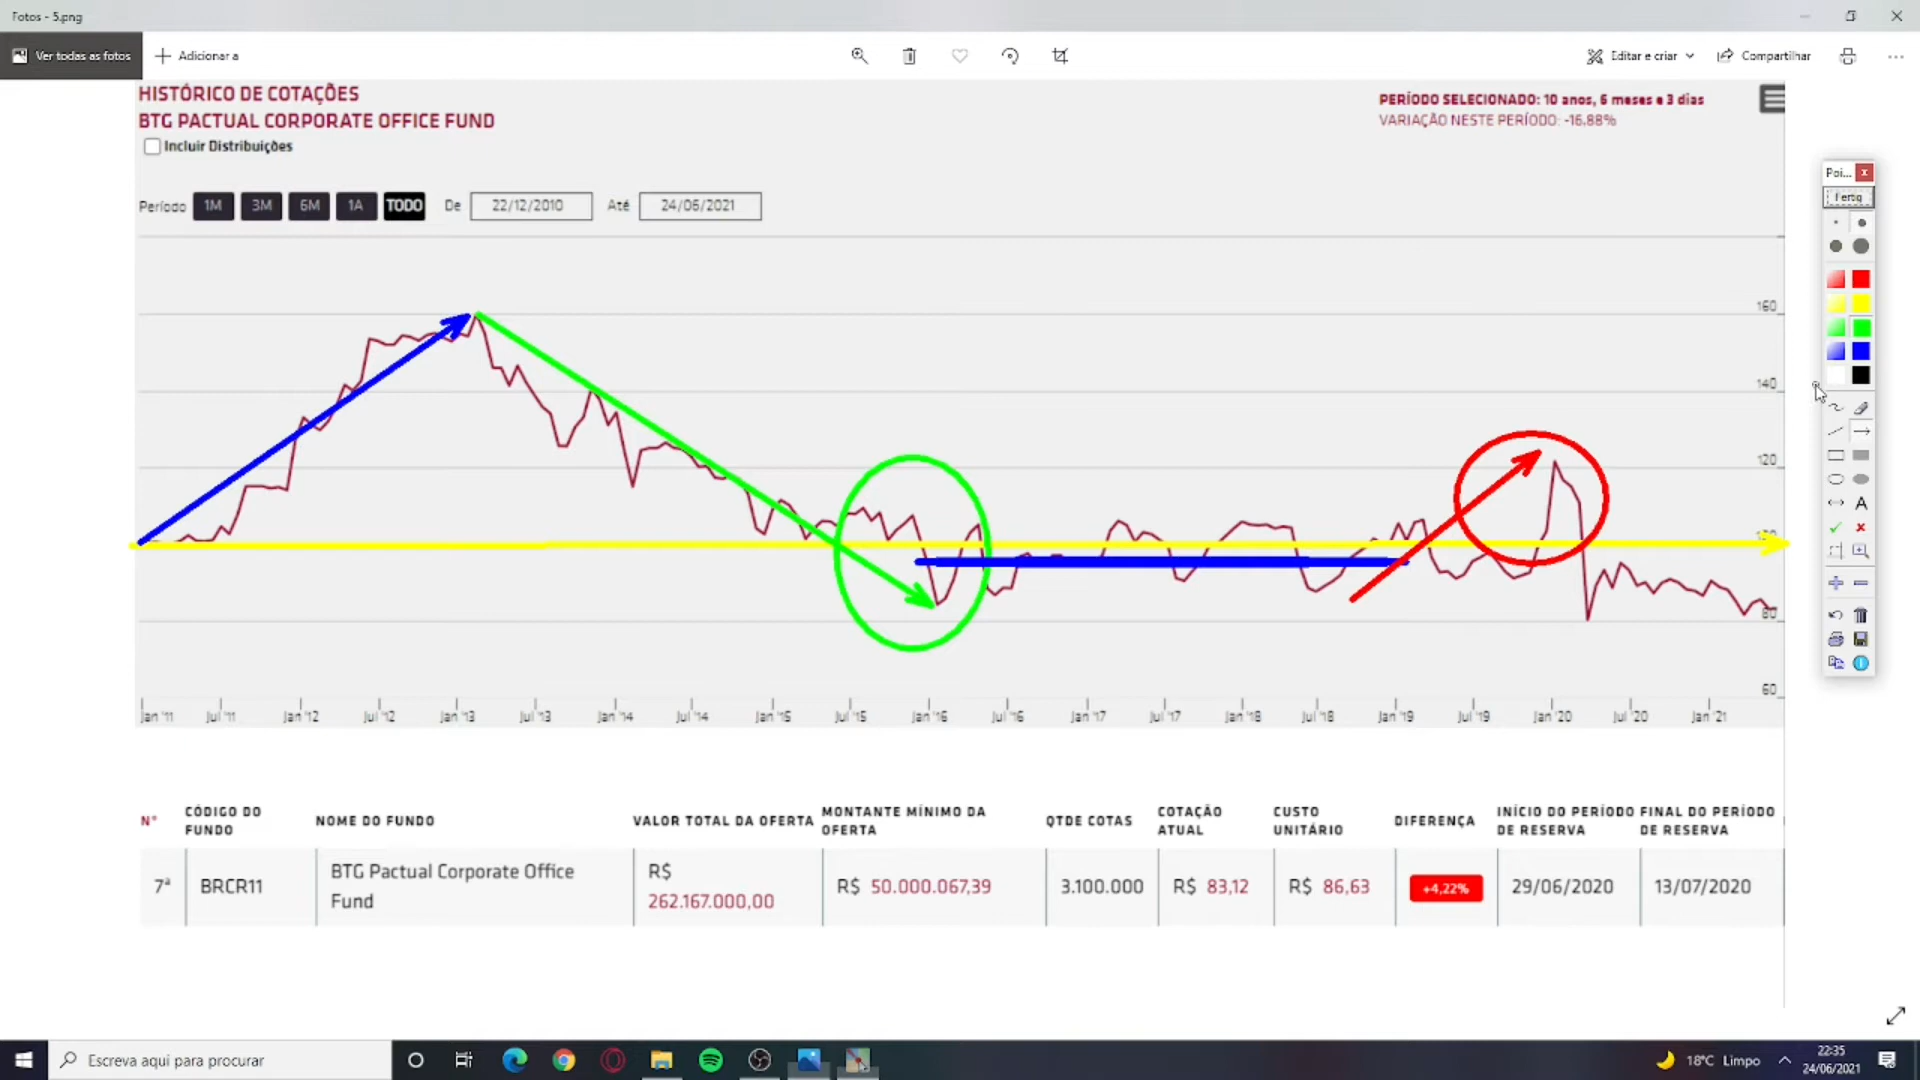 Fotos - 5.png
Ver todas as fotos
Adicionar a
Editar e criar
Compartilhar
HISTÓRICO DE COTAÇÕES
BTG PACTUAL CORPORATE OFFICE FUND
Incluir Distribuições
PERÍODO SELECIONADO: 10 anos, 6 meses e 3 dias
VARIAÇÃO NESTE PERÍODO: -16.88%
Período 1M 3M 6M 1A TODO De 22/12/2010 Até 24/06/2021
Poi...
Fertig
160
140
120
80
60
Jan '11 Jul '11 Jan '12 Jul '12 Jan '13 Jul '13 Jan '14 Jul '14 Jan '15 Jul '15 Jan '16 Jul '16 Jan '17 Jul '17 Jan '18 Jul '18 Jan '19 Jul '19 Jan '20 Jul '20 Jan '21
N° CÓDIGO DO FUNDO NOME DO FUNDO VALOR TOTAL DA OFERTA MONTANTE MÍNIMO DA OFERTA QTDE COTAS COTAÇÃO ATUAL CUSTO UNITÁRIO DIFERENÇA INÍCIO DO PERÍODO DE RESERVA FINAL DO PERÍODO DE RESERVA
7ª BRCR11 BTG Pactual Corporate Office Fund R$ 262.167.000,00 R$ 50.000.067,39 3.100.000 R$ 83,12 R$ 86,63 +4,22% 29/06/2020 13/07/2020
Escreva aqui para procurar
18°C Limpo
22:35
24/06/2021